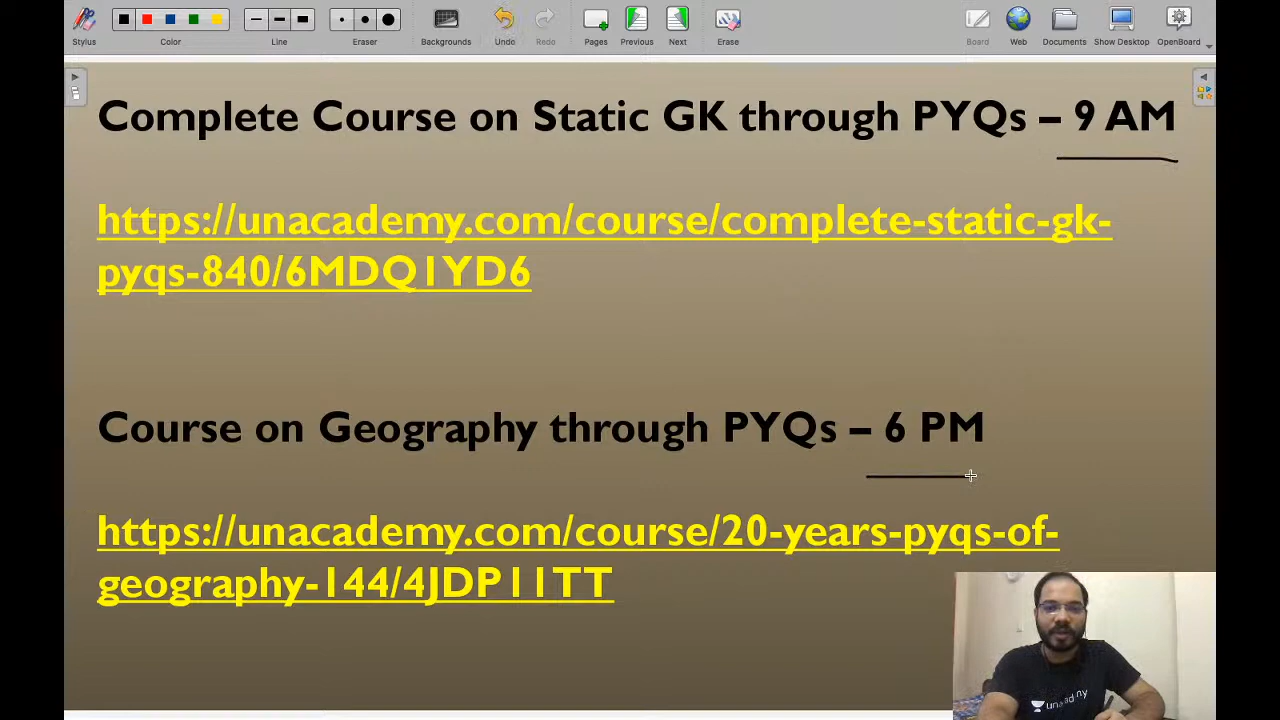 Stylus
Color
Line
Eraser
Backgrounds
Undo
Redo
Pages
Previous
Next
Erase
Board
Web
Documents
Show Desktop
OpenBoard
Complete Course on Static GK through PYQs – 9 AM
https://unacademy.com/course/complete-static-gk-
pyqs-840/6MDQ1YD6
Course on Geography through PYQs – 6 PM
https://unacademy.com/course/20-years-pyqs-of-
geography-144/4JDP11TT
unacademy